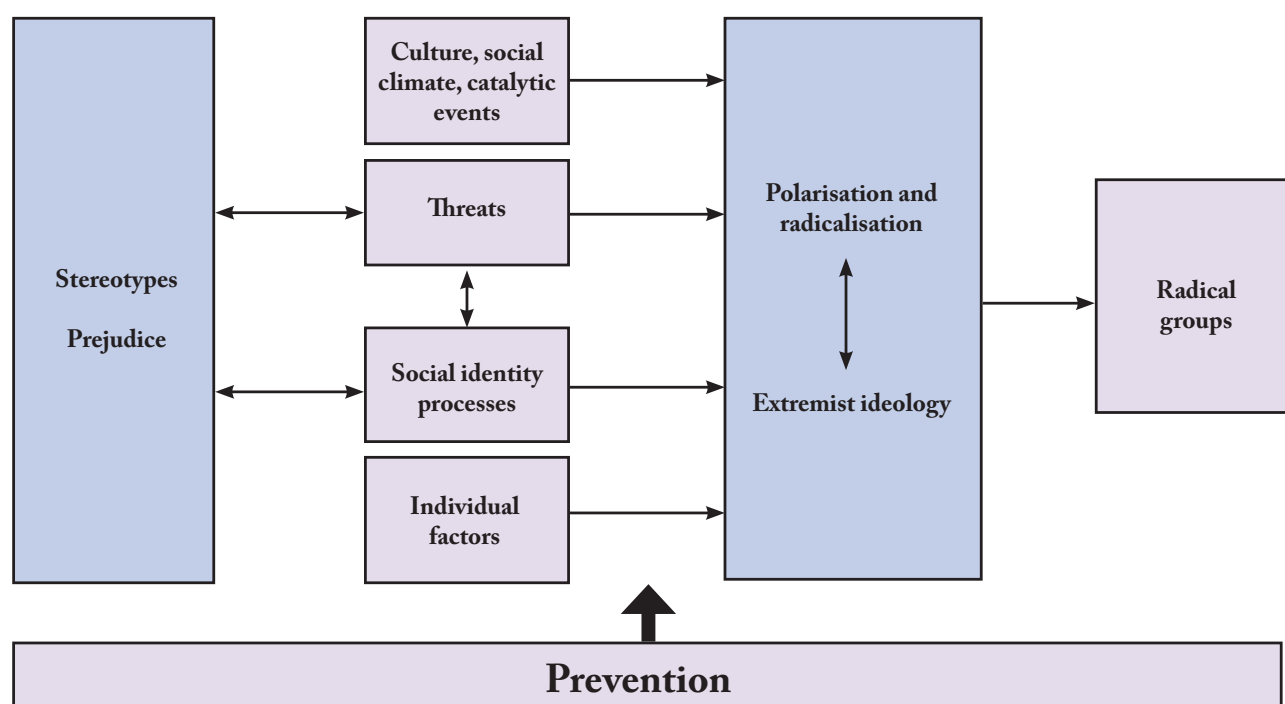 Culture, social
climate, catalytic
events
Threats
Stereotypes
Prejudice
Social identity
processes
Individual
factors
Polarisation and
radicalisation
Extremist ideology
Radical
groups
Prevention